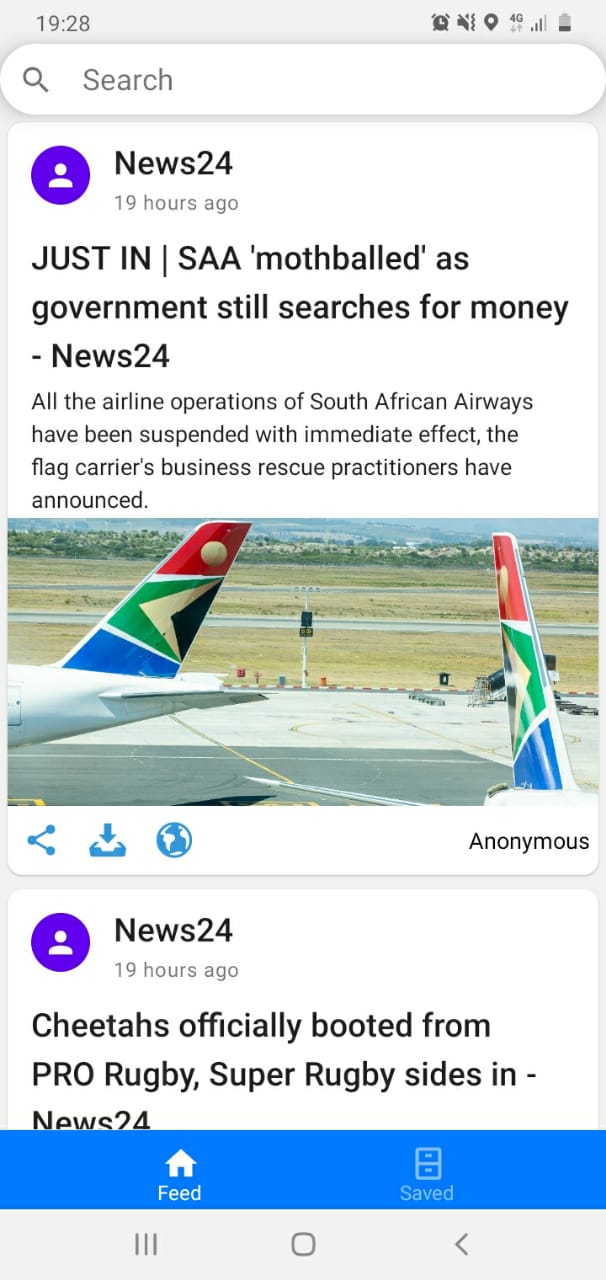 19:28
4G
Search
News24
19 hours ago
JUST IN | SAA 'mothballed' as
government still searches for money
- News24
All the airline operations of South African Airways
have been suspended with immediate effect, the
flag carrier's business rescue practitioners have
announced.
Anonymous
News24
19 hours ago
Cheetahs officially booted from
PRO Rugby, Super Rugby sides in -
News24
Feed
Saved